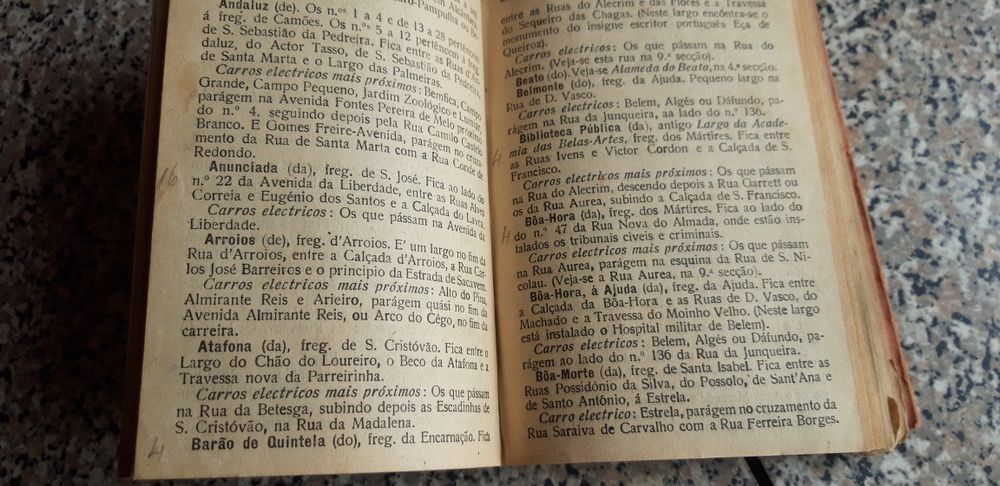 Andaluz (de). Os n.os 1 a 4 e de 13 a 28 pertencem
á freg. de Camões. Os n.os 5 a 12 pertencem á freg.
de S. Sebastião da Pedreira. Fica entre as Ruas d'An-
daluz, do Actor Tasso, de S. Sebastião da Pedreira,
de Santa Marta e o Largo das Palmeiras.
Carros electricos mais próximos: Bemfica, Campo
Grande, Campo Pequeno, Jardim Zoológico e Lumiar,
parágem na Avenida Fontes Pereira de Melo próximo
do n.º 4, seguindo depois pela Rua Camilo Castelo
Branco. E Gomes Freire-Avenida, parágem no cruza-
mento da Rua de Santa Marta com a Rua Conde de
Redondo.
16
Anunciada (da), freg. de S. José. Fica ao lado do
n.º 22 da Avenida da Liberdade, entre as Ruas Alves
Correia e Eugénio dos Santos e a Calçada do Lavra.
Carros electricos: Os que pássam na Avenida da
Liberdade.
Arroios (de), freg. d'Arroios. E' um largo no fim da
Rua d'Arroios, entre a Calçada d'Arroios, a Rua Car-
los José Barreiros e o principio da Estrada de Sacavem.
Carros electricos mais próximos: Alto do Pina,
Almirante Reis e Arieiro, parágem quási no fim da
Avenida Almirante Reis, ou Arco do Cégo, no fim da
carreira.
Atafona (da), freg. de S. Cristóvão. Fica entre o
Largo do Chão do Loureiro, o Beco da Atafona e a
Travessa nova da Parreirinha.
Carros electricos mais próximos: Os que pássam
na Rua da Betesga, subindo depois as Escadinhas de
S. Cristóvão, na Rua da Madalena.
4
Barão de Quintela (do), freg. da Encarnação. Fica
entre as Ruas do Alecrim e das Flores e a Travessa
do Sequeiro das Chagas. (Neste largo encontra-se o
monumento do insigne escritor português Eça de
Queiroz).
Carros electricos: Os que pássam na Rua do
Alecrim. (Veja-se esta rua na 9.ª secção).
Beato (do). Veja-se Alameda do Beato, na 4.ª secção.
Belmonte (do), freg. da Ajuda. Pequeno largo na
Rua de D. Vasco.
Carros electricos: Belem, Algés ou Dáfundo, pa-
rágem na Rua da Junqueira, aa lado do n.º 136.
Biblioteca Pública (da), antigo Largo da Acade-
mia das Belas-Artes, freg. dos Mártires. Fica entre
4
as Ruas Ivens e Victor Cordon e a Calçada de S.
Francisco.
Carros electricos mais próximos: Os que pássam
na Rua do Alecrim, descendo depois a Rua Garrett ou
os da Rua Aurea, subindo a Calçada de S. Francisco.
Bôa-Hora (da), freg. dos Mártires. Fica ao lado
4
do n.º 47 da Rua Nova do Almada, onde estão ins-
talados os tribunais civeis e criminais.
Carros electricos mais próximos: Os que pássam
na Rua Aurea, parágem na esquina da Rua de S. Ni-
colau. (Veja-se a Rua Aurea, na 9.ª secção).
Bôa-Hora, á Ajuda (da), freg. da Ajuda. Fica entre
a Calçada da Bôa-Hora e as Ruas de D. Vasco, do
Machado e a Travessa do Moinho Velho. (Neste largo
está instalado o Hospital militar de Belem).
Carros electricos: Belem, Algés ou Dáfundo, pa-
rágem ao lado do n.º 136 da Rua da Junqueira.
Bôa-Morte (da), freg. de Santa Isabel. Fica entre as
Ruas Possidónio da Silva, do Possolo, de Sant'Ana e
de Santo António, á Estrela.
Carro electrico: Estrela, parágem no cruzamento da
Rua Saraiva de Carvalho com a Rua Ferreira Borges.